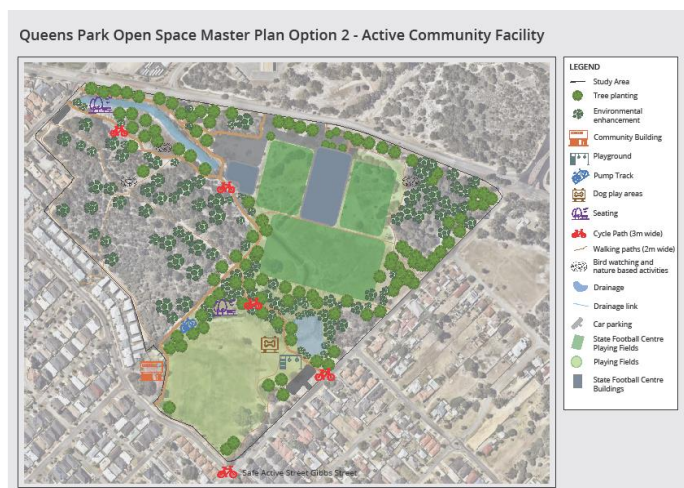 Queens Park Open Space Master Plan Option 2 - Active Community Facility
LEGEND
Study Area
Tree planting
Environmental
enhancement
Community Building
Playground
Pump Track
Dog play areas
Seating
Cycle Path (3m wide)
Walking paths (2m wide)
Bird watching and
nature based activities
Drainage
Drainage link
Car parking
State Football Centre
Playing Fields
Playing Fields
State Football Centre
Buildings
Safe Active Street Gibbs Street